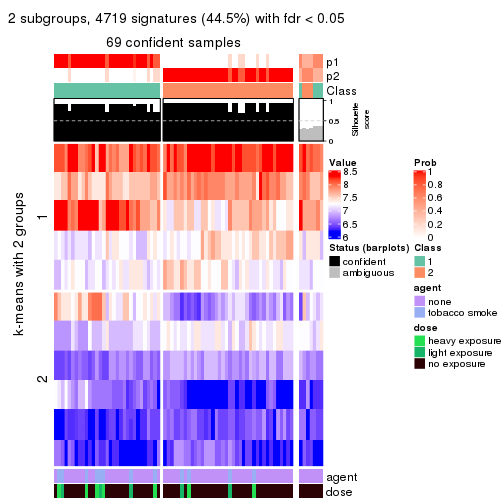 2 subgroups, 4719 signatures (44.5%) with fdr < 0.05
69 confident samples
p1
p2
Class
1
0.5
0
Silhouette
score
k-means with 2 groups
1
2
agent
dose
Value
8.5
8
7.5
7
6.5
6
Prob
1
0.8
0.6
0.4
0.2
0
Status (barplots)
confident
ambiguous
Class
1
2
agent
none
tobacco smoke
dose
heavy exposure
light exposure
no exposure